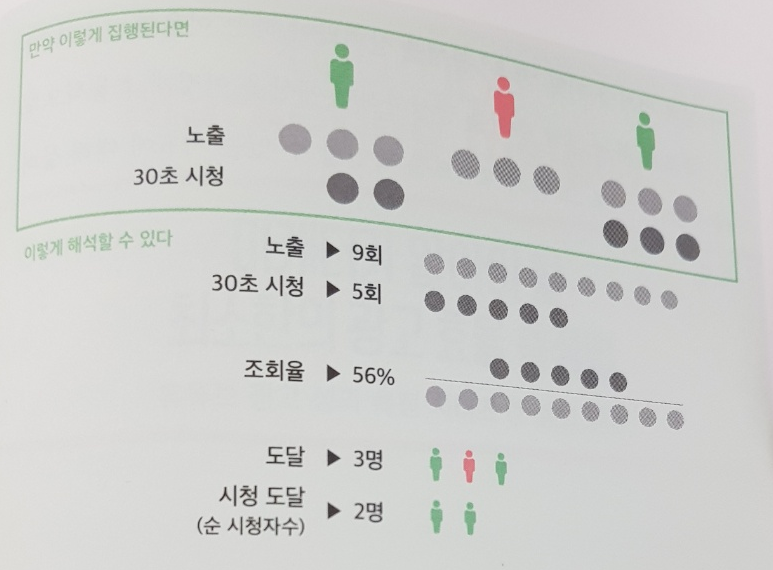 만약 이렇게 집행된다면
노출
30초 시청
이렇게 해석할 수 있다
노출 ▶ 9회
30초 시청 ▶ 5회
조회율 ▶ 56%
도달 ▶ 3명
시청 도달 ▶ 2명
(순 시청자수)